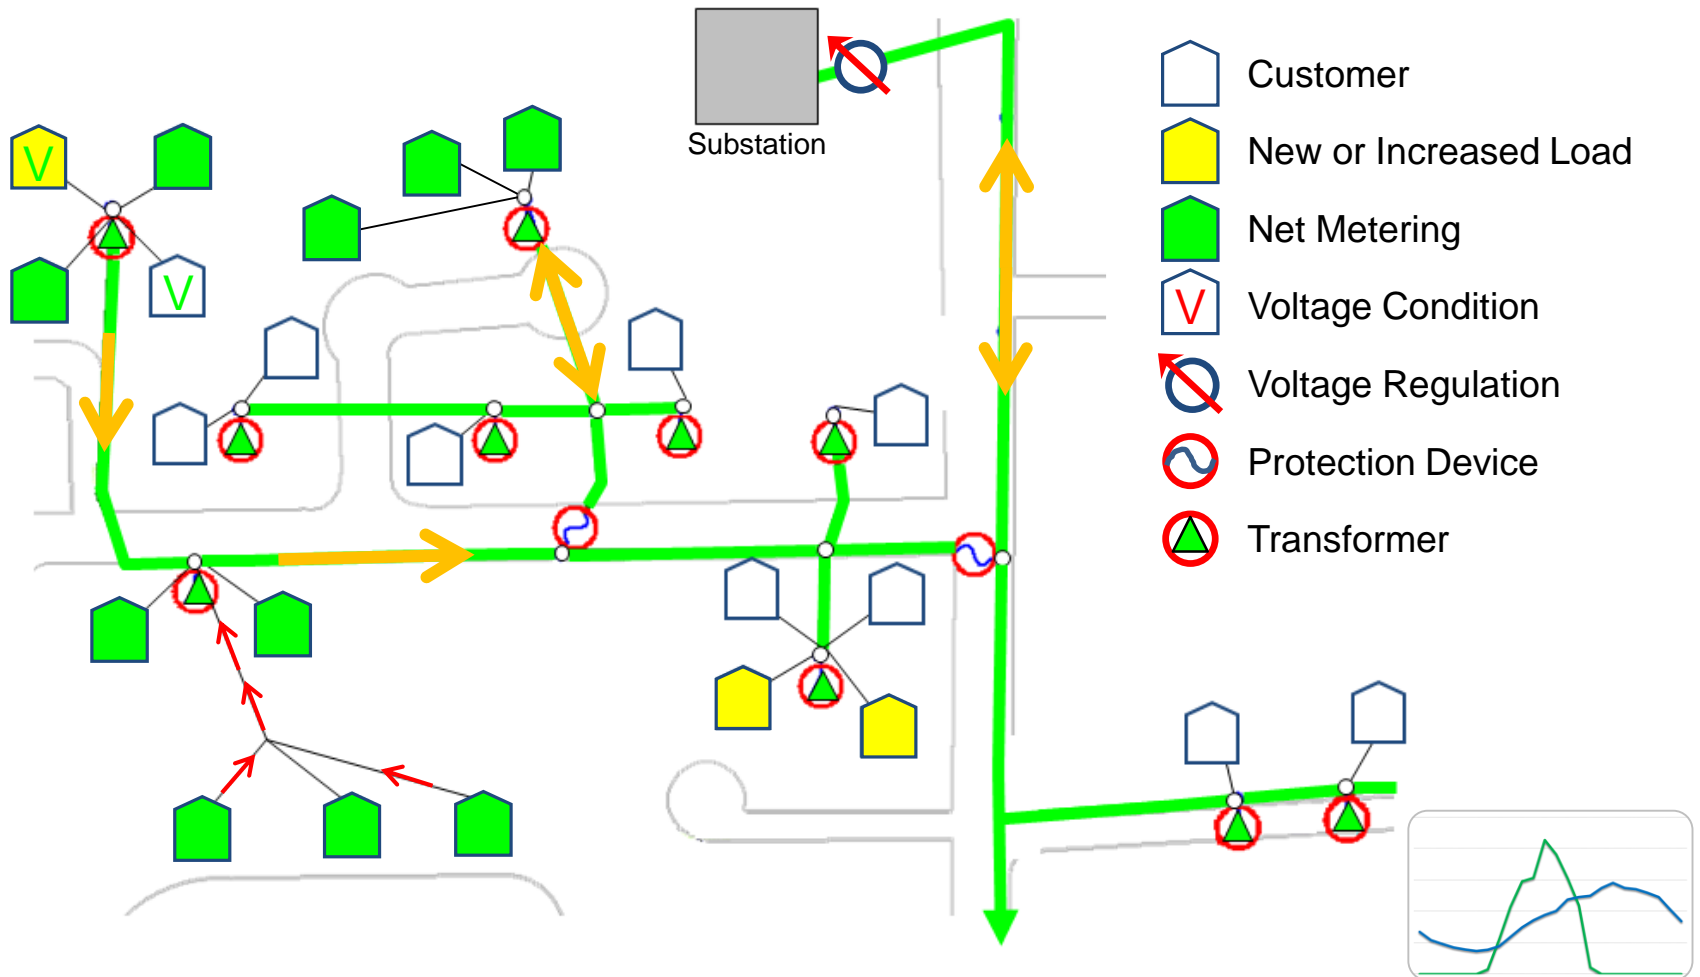 Substation
Customer
New or Increased Load
Net Metering
V
Voltage Condition
Voltage Regulation
Protection Device
Transformer
V
V